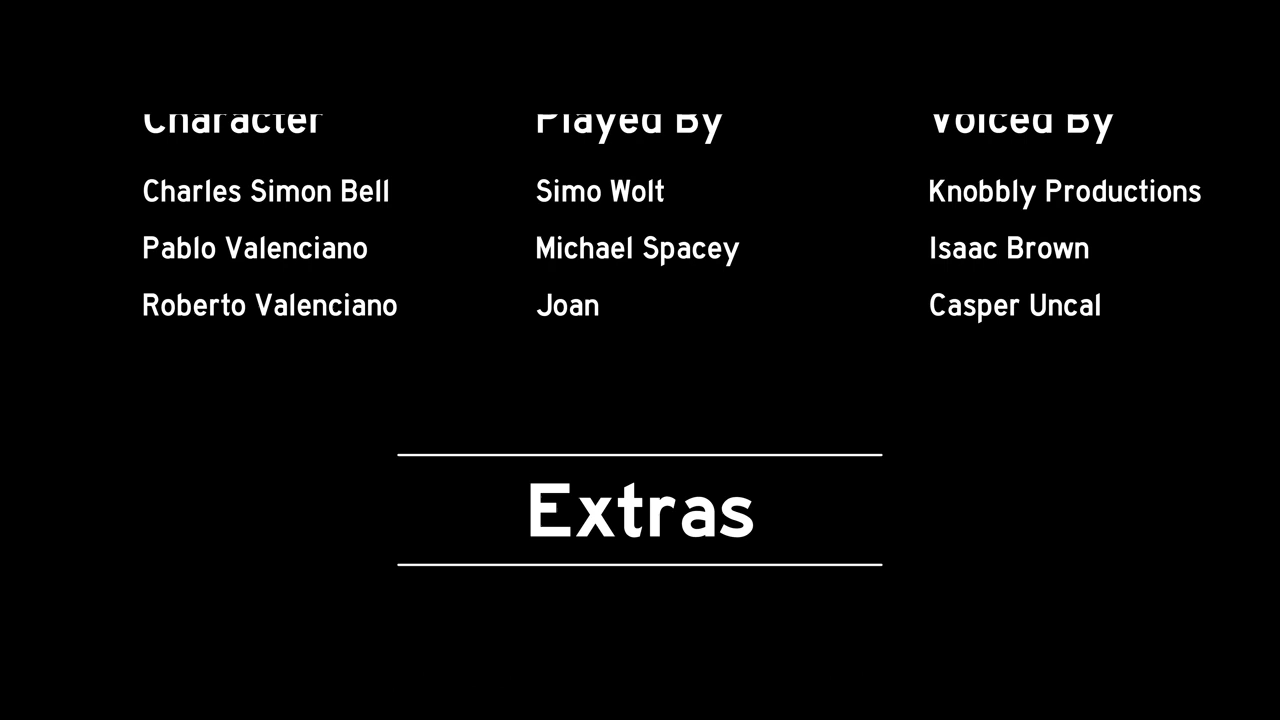 Character Played By Voiced By
Charles Simon Bell Simo Wolt Knobbly Productions
Pablo Valenciano Michael Spacey Isaac Brown
Roberto Valenciano Joan Casper Uncal
Extras